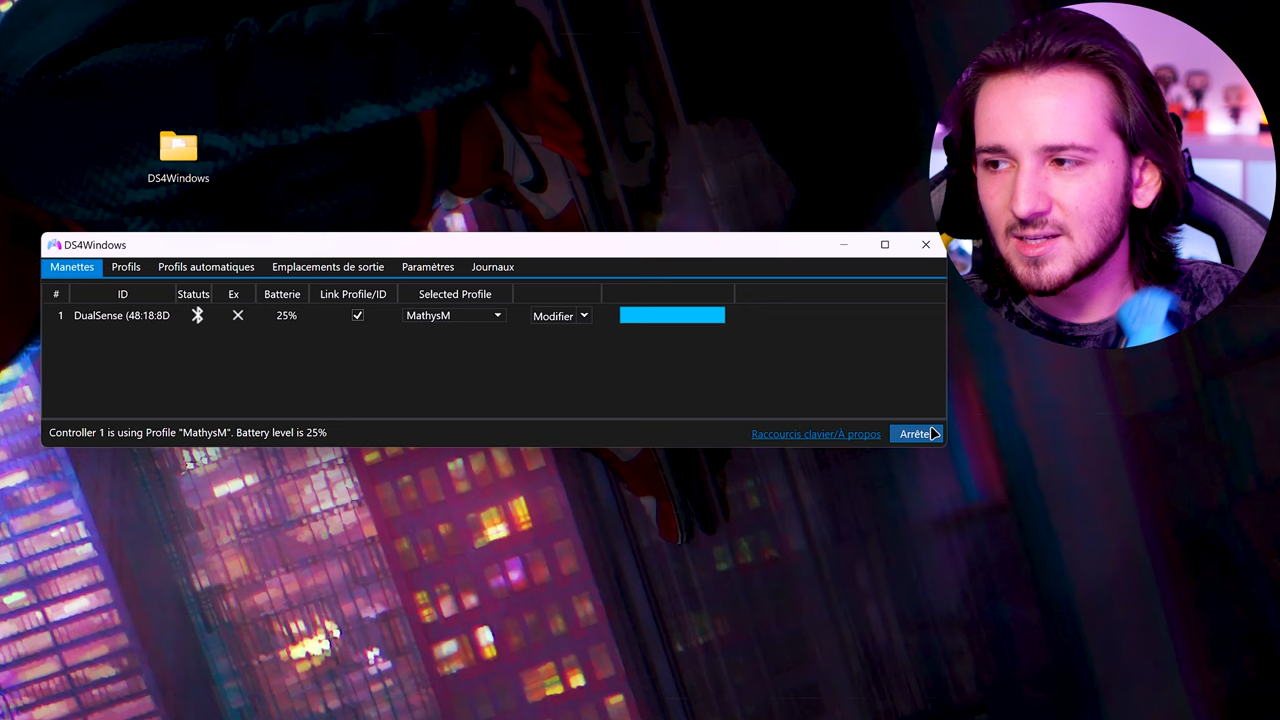 DS4Windows
DS4Windows
Manettes Profils Profils automatiques Emplacements de sortie Paramètres Journaux
# ID Statuts Ex Batterie Link Profile/ID Selected Profile
1 DualSense (48:18:8D 25% MathysM Modifier
Controller 1 is using Profile "MathysM". Battery level is 25%
Raccourcis clavier/À propos Arrête